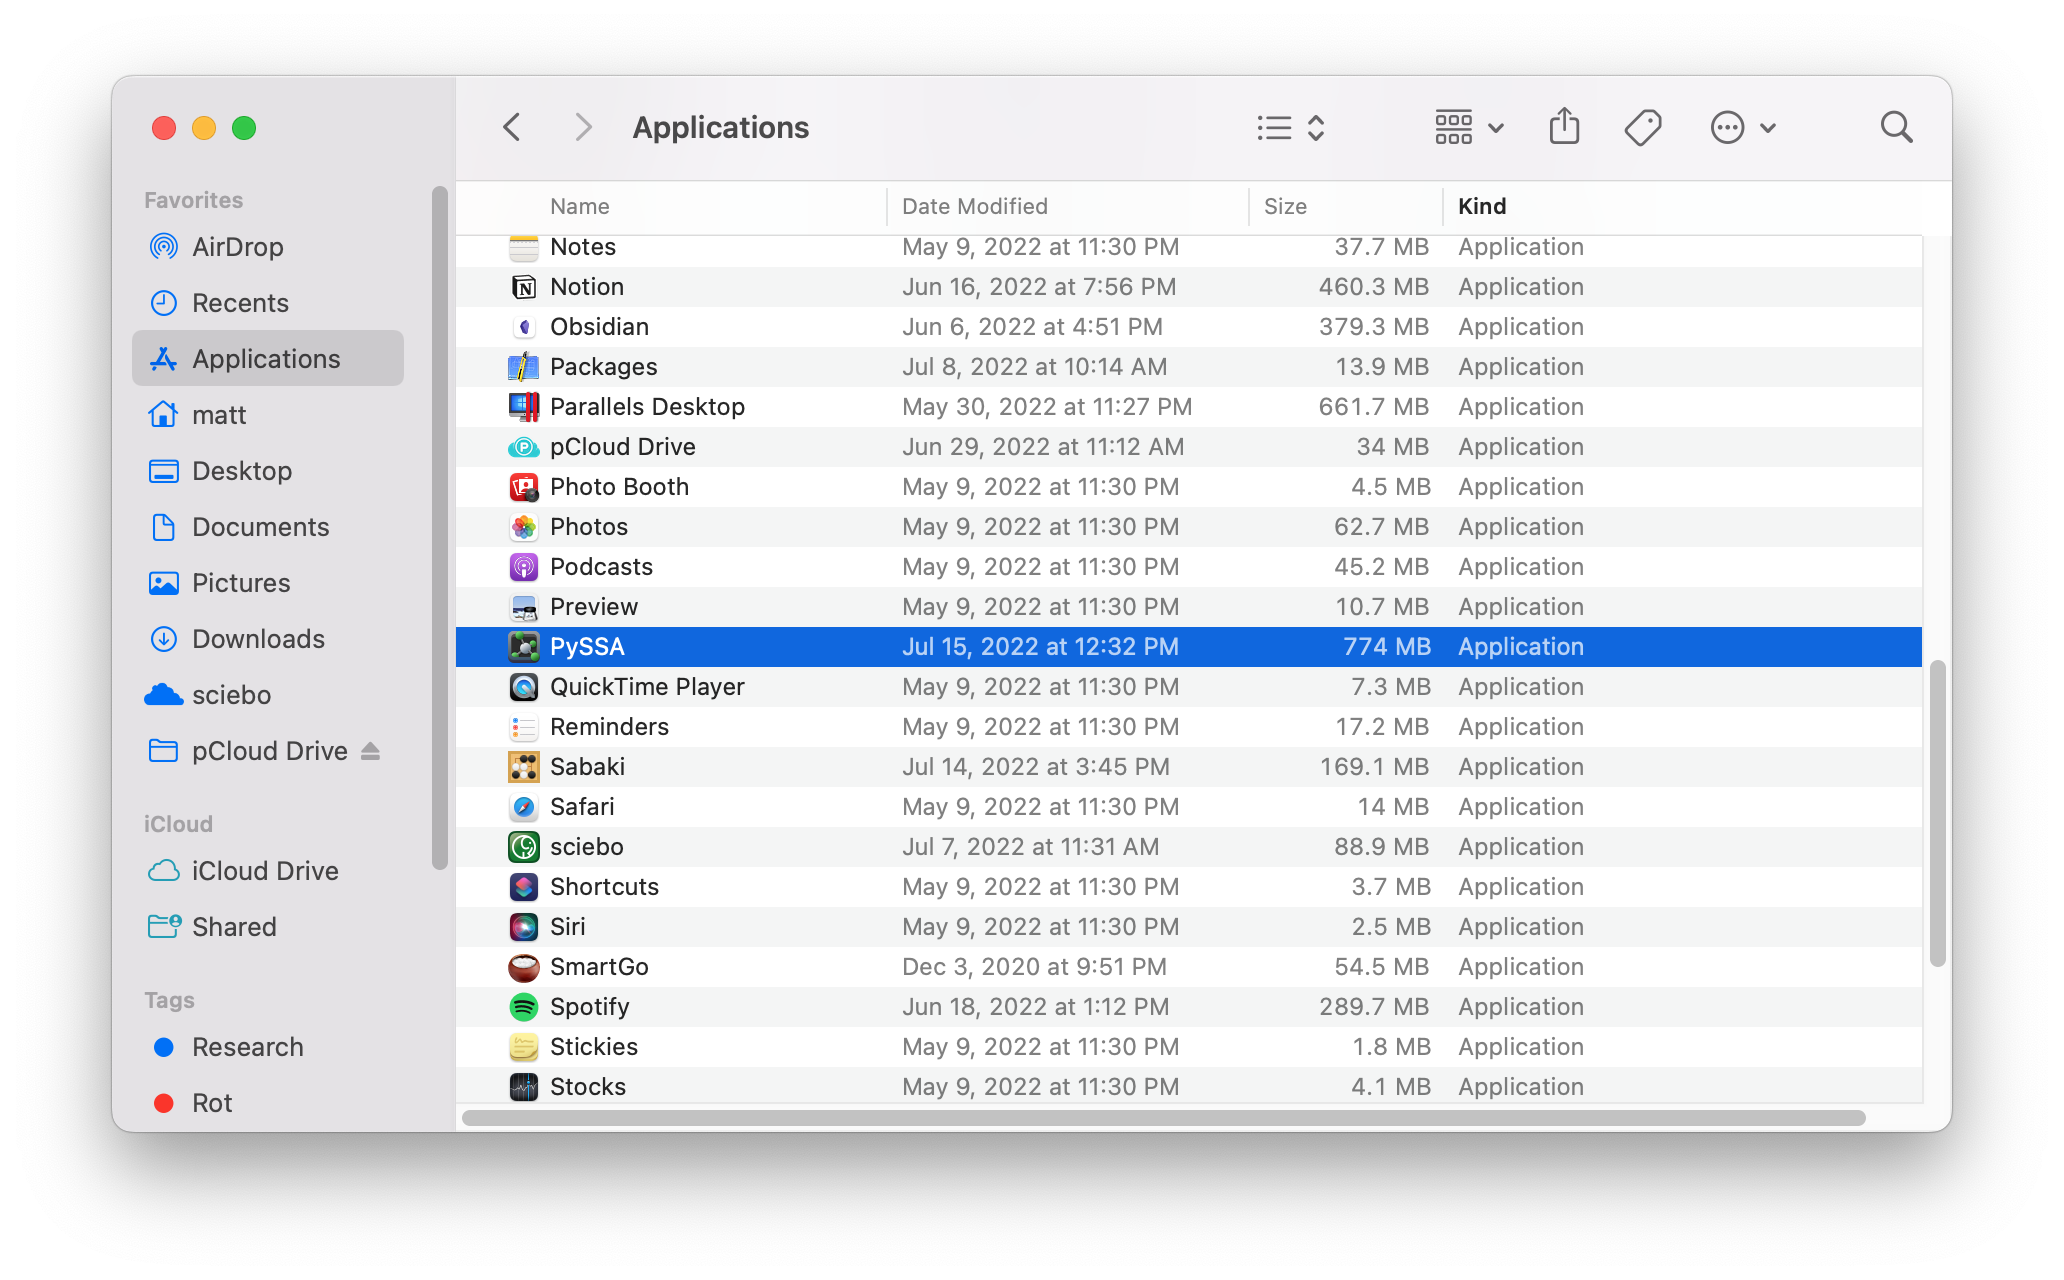 Applications
Favorites
AirDrop
Recents
Applications
matt
Desktop
Documents
Pictures
Downloads
sciebo
pCloud Drive
iCloud
iCloud Drive
Shared
Tags
Research
Rot
Name Date Modified Size Kind
Notes May 9, 2022 at 11:30 PM 37.7 MB Application
Notion Jun 16, 2022 at 7:56 PM 460.3 MB Application
Obsidian Jun 6, 2022 at 4:51 PM 379.3 MB Application
Packages Jul 8, 2022 at 10:14 AM 13.9 MB Application
Parallels Desktop May 30, 2022 at 11:27 PM 661.7 MB Application
pCloud Drive Jun 29, 2022 at 11:12 AM 34 MB Application
Photo Booth May 9, 2022 at 11:30 PM 4.5 MB Application
Photos May 9, 2022 at 11:30 PM 62.7 MB Application
Podcasts May 9, 2022 at 11:30 PM 45.2 MB Application
Preview May 9, 2022 at 11:30 PM 10.7 MB Application
PySSA Jul 15, 2022 at 12:32 PM 774 MB Application
QuickTime Player May 9, 2022 at 11:30 PM 7.3 MB Application
Reminders May 9, 2022 at 11:30 PM 17.2 MB Application
Sabaki Jul 14, 2022 at 3:45 PM 169.1 MB Application
Safari May 9, 2022 at 11:30 PM 14 MB Application
sciebo Jul 7, 2022 at 11:31 AM 88.9 MB Application
Shortcuts May 9, 2022 at 11:30 PM 3.7 MB Application
Siri May 9, 2022 at 11:30 PM 2.5 MB Application
SmartGo Dec 3, 2020 at 9:51 PM 54.5 MB Application
Spotify Jun 18, 2022 at 1:12 PM 289.7 MB Application
Stickies May 9, 2022 at 11:30 PM 1.8 MB Application
Stocks May 9, 2022 at 11:30 PM 4.1 MB Application